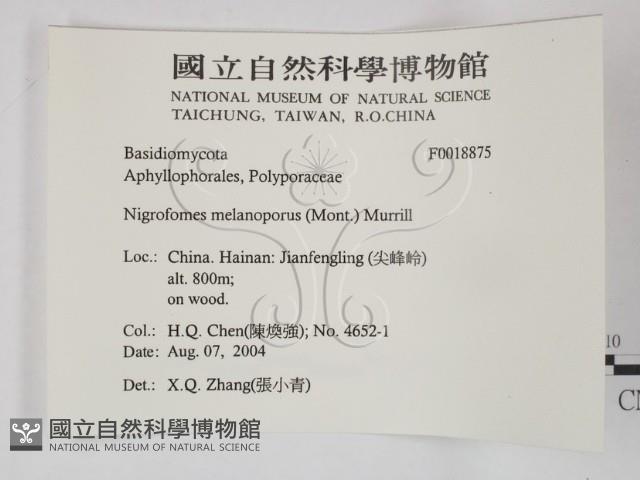 國立自然科學博物館
NATIONAL MUSEUM OF NATURAL SCIENCE
TAICHUNG, TAIWAN, R.O.CHINA
Basidiomycota F0018875
Aphyllophorales, Polyporaceae
Nigrofomes melanoporus (Mont.) Murrill
Loc.: China. Hainan: Jianfengling (尖峰岭)
alt. 800m;
on wood.
Col.: H.Q. Chen(陳煥強); No. 4652-1
Date: Aug. 07, 2004
Det.: X.Q. Zhang(張小青)
10
國立自然科學博物館
NATIONAL MUSEUM OF NATURAL SCIENCE